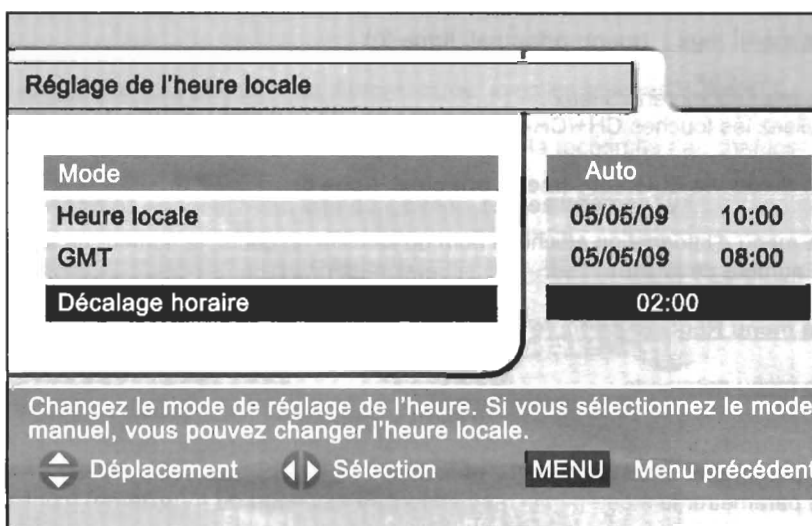 Réglage de l'heure locale
Mode Auto
Heure locale 05/05/09 10:00
GMT 05/05/09 08:00
Décalage horaire 02:00
Changez le mode de réglage de l'heure. Si vous sélectionnez le mode
manuel, vous pouvez changer l'heure locale.
Déplacement Sélection MENU Menu précédent